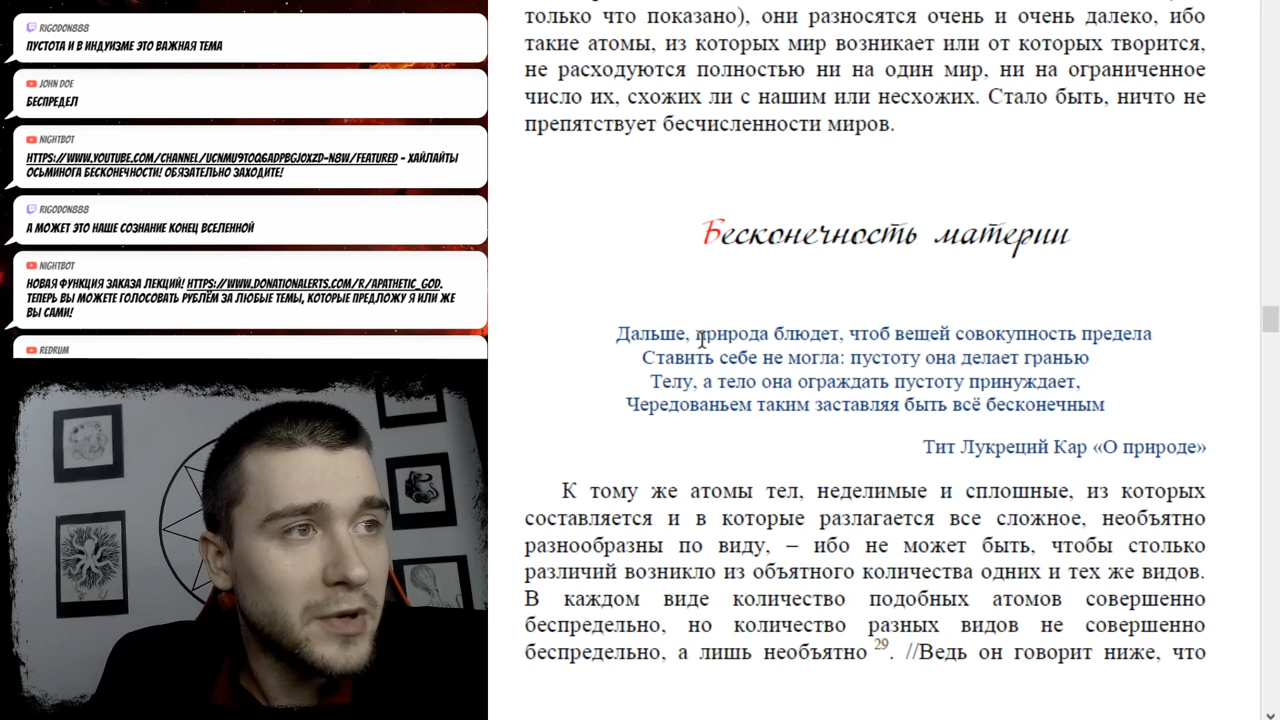 RIGODON888
ПУСТОТА И В ИНДУИЗМЕ ЭТО ВАЖНАЯ ТЕМА
JOHN DOE
БЕСПРЕДЕЛ
NIGHTBOT
HTTPS://WWW.YOUTUBE.COM/CHANNEL/UCNMU9TOQ6ADPBGJOXZD-N8W/FEATURED - ХАЙЛАЙТЫ
ОСЬМИНОГА БЕСКОНЕЧНОСТИ! ОБЯЗАТЕЛЬНО ЗАХОДИТЕ!
RIGODON888
А МОЖЕТ ЭТО НАШЕ СОЗНАНИЕ КОНЕЦ ВСЕЛЕННОЙ
NIGHTBOT
НОВАЯ ФУНКЦИЯ ЗАКАЗА ЛЕКЦИЙ! HTTPS://WWW.DONATIONALERTS.COM/R/APATHETIC_GOD.
ТЕПЕРЬ ВЫ МОЖЕТЕ ГОЛОСОВАТЬ РУБЛЁМ ЗА ЛЮБЫЕ ТЕМЫ, КОТОРЫЕ ПРЕДЛОЖУ Я ИЛИ ЖЕ
ВЫ САМИ!
REDRUM
только что показано), они разносятся очень и очень далеко, ибо
такие атомы, из которых мир возникает или от которых творится,
не расходуются полностью ни на один мир, ни на ограниченное
число их, схожих ли с нашим или несхожих. Стало быть, ничто не
препятствует бесчисленности миров.
Бесконечность материи
Дальше, природа блюдет, чтоб вещей совокупность предела
Ставить себе не могла: пустоту она делает гранью
Телу, а тело она ограждать пустоту принуждает,
Чередованьем таким заставляя быть всё бесконечным
Тит Лукреций Кар «О природе»
К тому же атомы тел, неделимые и сплошные, из которых
составляется и в которые разлагается все сложное, необъятно
разнообразны по виду, – ибо не может быть, чтобы столько
различий возникло из объятного количества одних и тех же видов.
В каждом виде количество подобных атомов совершенно
беспредельно, но количество разных видов не совершенно
беспредельно, а лишь необъятно 29. //Ведь он говорит ниже, что